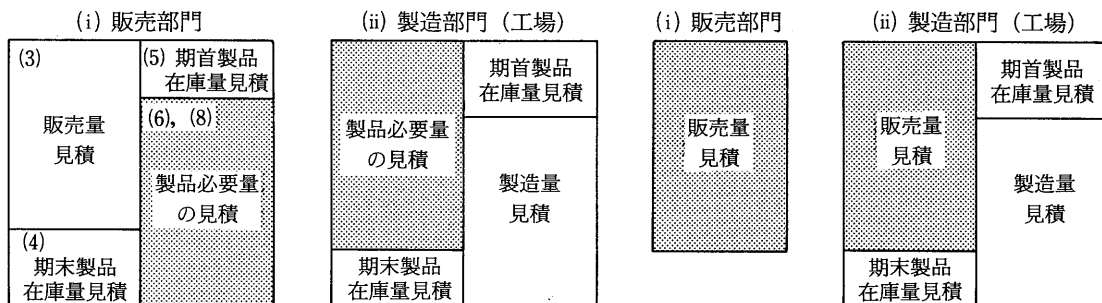 (i) 販売部門
(3)
販売量
見積
(4)
期末製品
在庫量見積
(5) 期首製品
在庫量見積
(6), (8)
製品必要量
の見積
(ii) 製造部門 (工場)
製品必要量
の見積
期末製品
在庫量見積
期首製品
在庫量見積
製造量
見積
(i) 販売部門
販売量
見積
(ii) 製造部門 (工場)
販売量
見積
期末製品
在庫量見積
期首製品
在庫量見積
製造量
見積